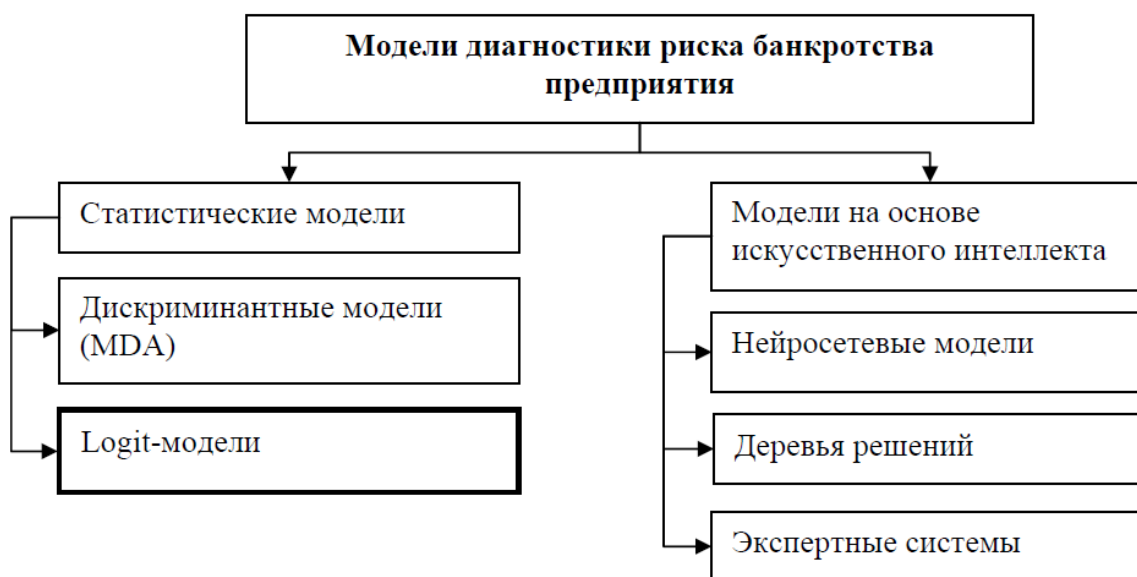 Модели диагностики риска банкротства
предприятия
Статистические модели
Дискриминантные модели
(MDA)
Logit-модели
Модели на основе
искусственного интеллекта
Нейросетевые модели
Деревья решений
Экспертные системы